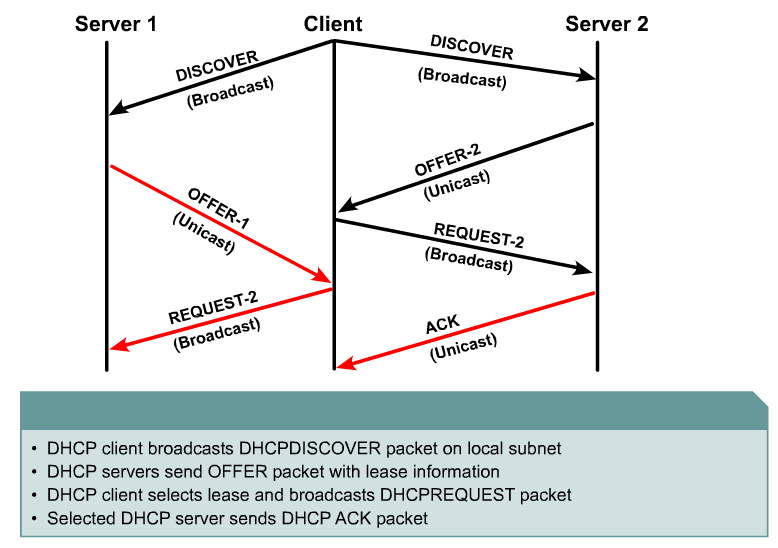 Server 1
Client
Server 2
DISCOVER
(Broadcast)
DISCOVER
(Broadcast)
OFFER-2
(Unicast)
OFFER-1
(Unicast)
REQUEST-2
(Broadcast)
REQUEST-2
(Broadcast)
ACK
(Unicast)
• DHCP client broadcasts DHCPDISCOVER packet on local subnet
• DHCP servers send OFFER packet with lease information
• DHCP client selects lease and broadcasts DHCPREQUEST packet
• Selected DHCP server sends DHCP ACK packet